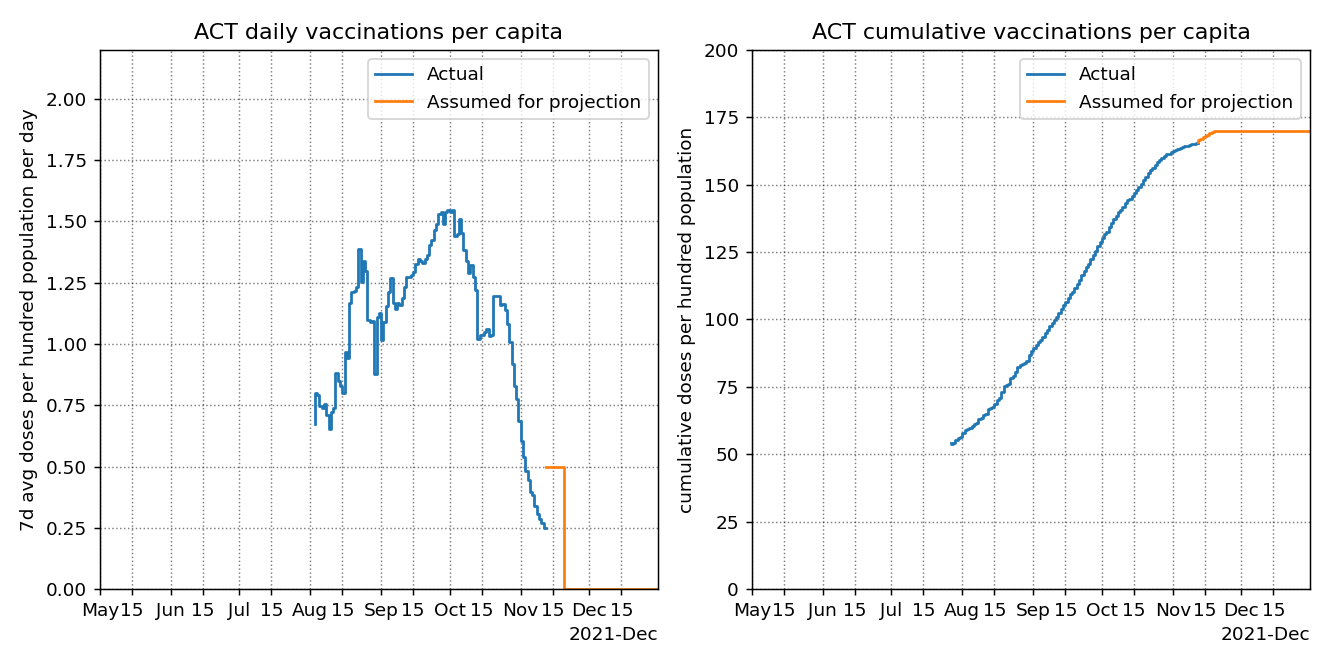 ACT daily vaccinations per capita
7d avg doses per hundred population per day
2.00
1.75
1.50
1.25
1.00
0.75
0.50
0.25
0.00
Actual
Assumed for projection
May 15 Jun 15 Jul 15 Aug 15 Sep 15 Oct 15 Nov 15 Dec 15
2021-Dec
ACT cumulative vaccinations per capita
cumulative doses per hundred population
200
175
150
125
100
75
50
25
0
Actual
Assumed for projection
May 15 Jun 15 Jul 15 Aug 15 Sep 15 Oct 15 Nov 15 Dec 15
2021-Dec